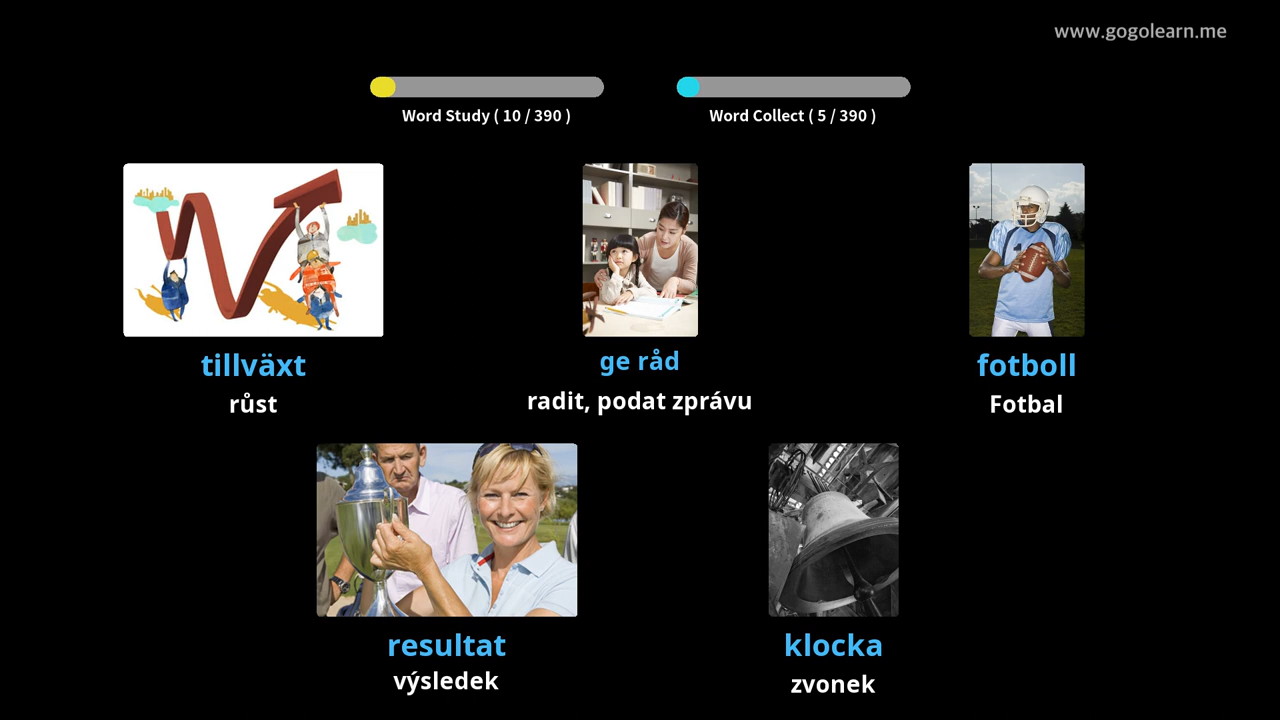 www.gogolearn.me
Word Study ( 10 / 390 )
Word Collect ( 5 / 390 )
tillväxt
růst
ge råd
radit, podat zprávu
fotboll
Fotbal
resultat
výsledek
klocka
zvonek